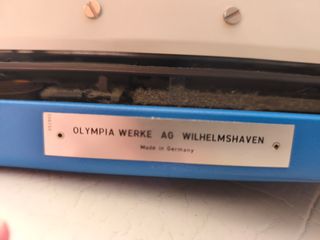 OLYMPIA WERKE AG WILHELMSHAVEN
Made in Germany